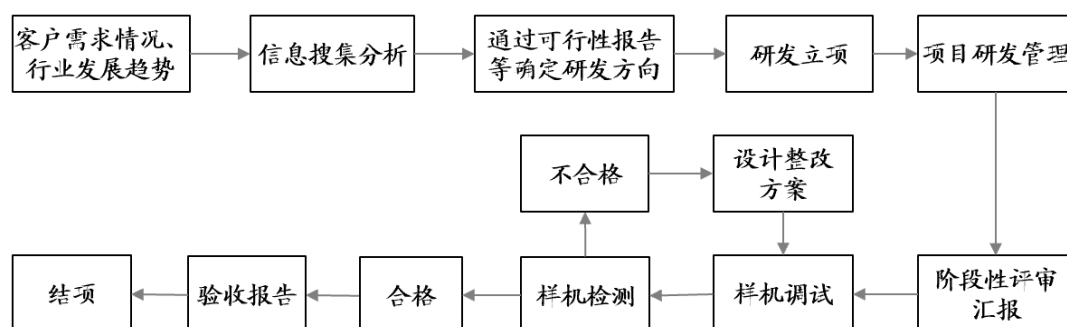 客户需求情况、
行业发展趋势
信息搜集分析
通过可行性报告
等确定研发方向
研发立项
项目研发管理
不合格
设计整改
方案
结项
验收报告
合格
样机检测
样机调试
阶段性评审
汇报